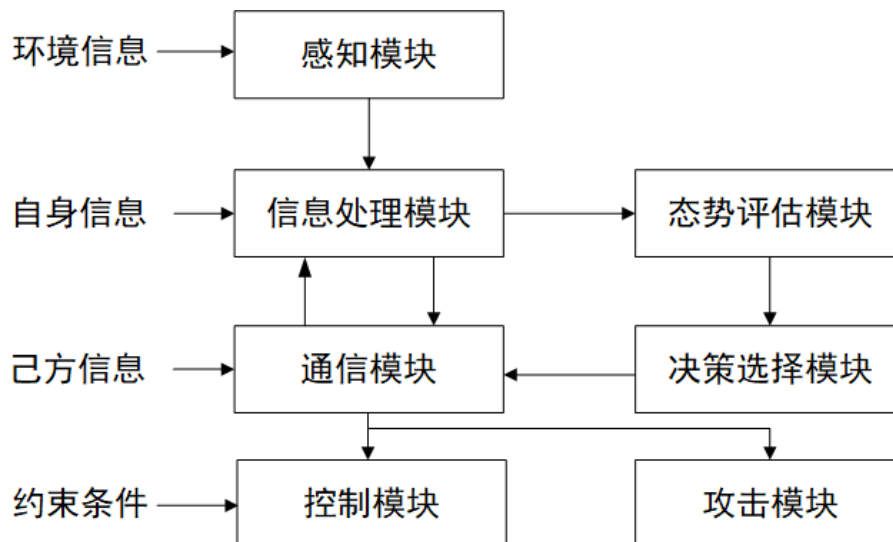 环境信息 感知模块
自身信息 信息处理模块 态势评估模块
己方信息 通信模块 决策选择模块
约束条件 控制模块 攻击模块